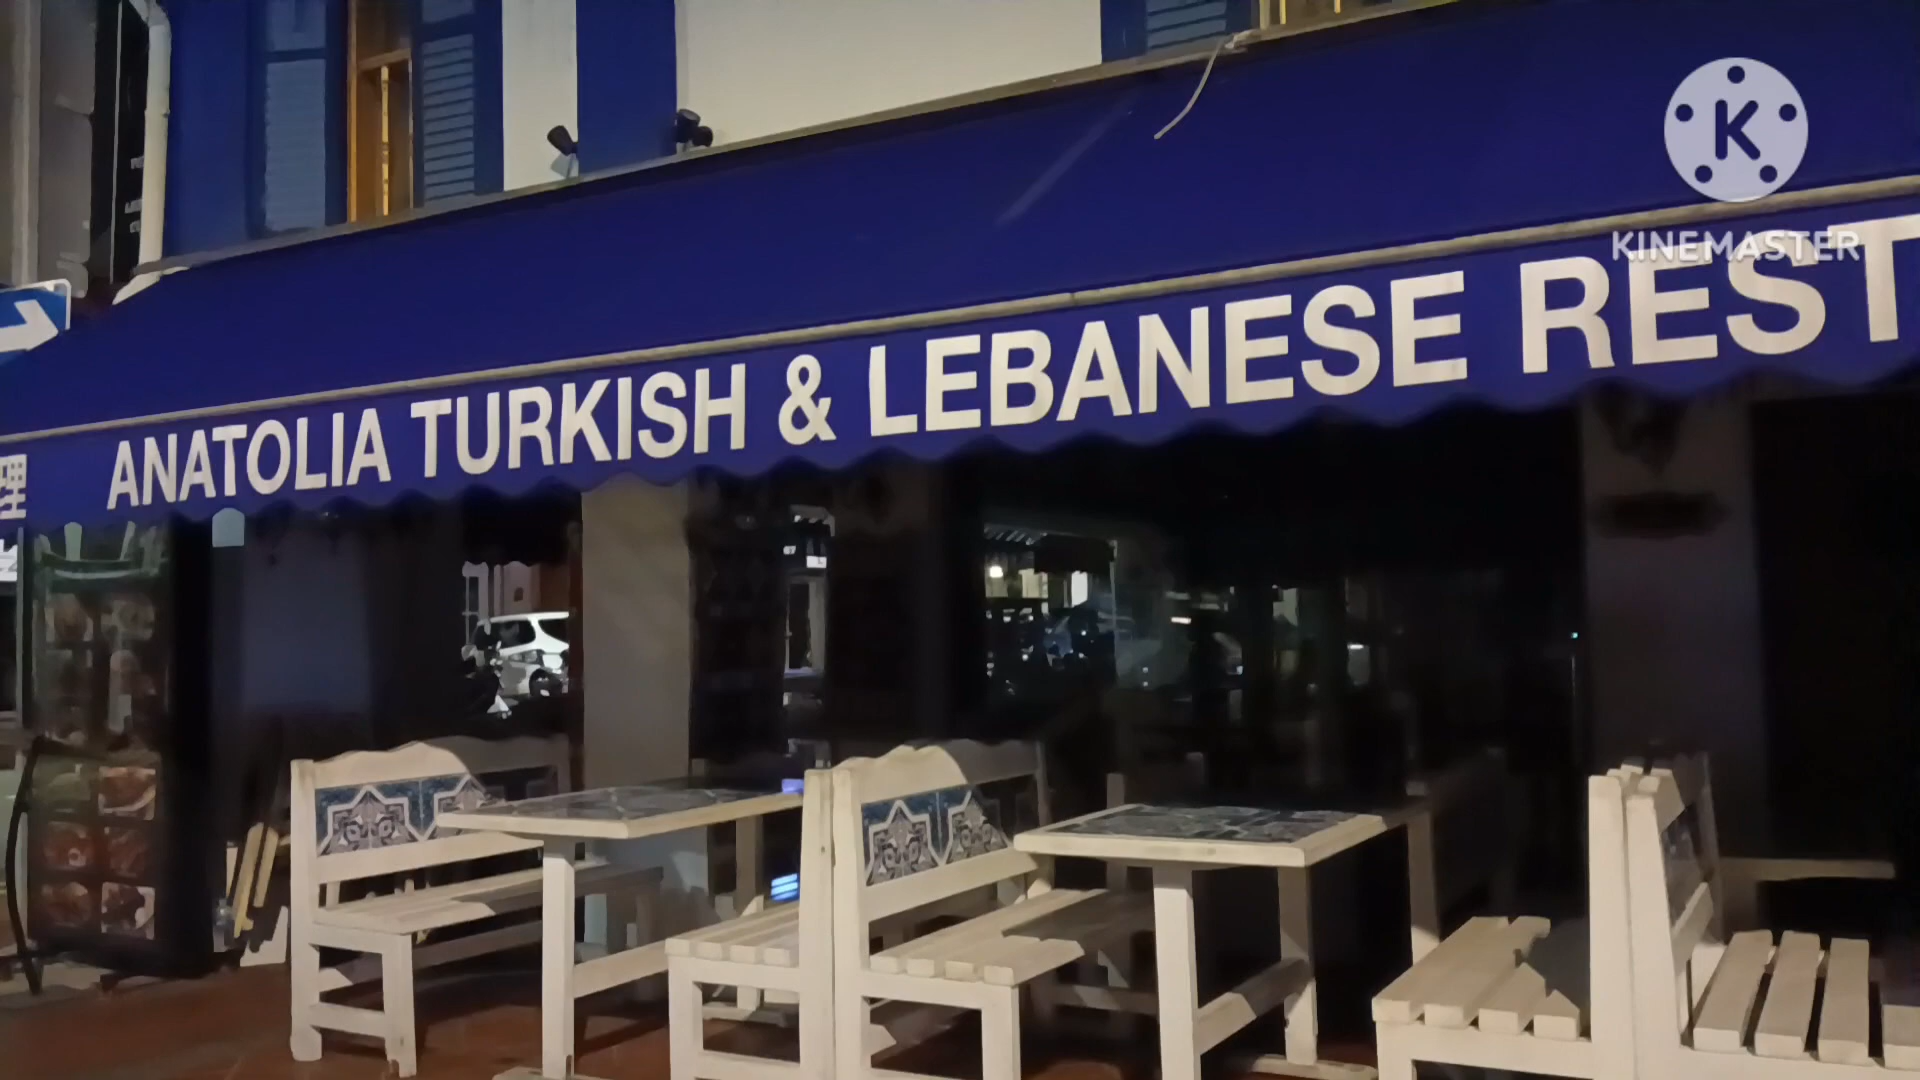 K
KINEMASTER
理 ANATOLIA TURKISH & LEBANESE REST